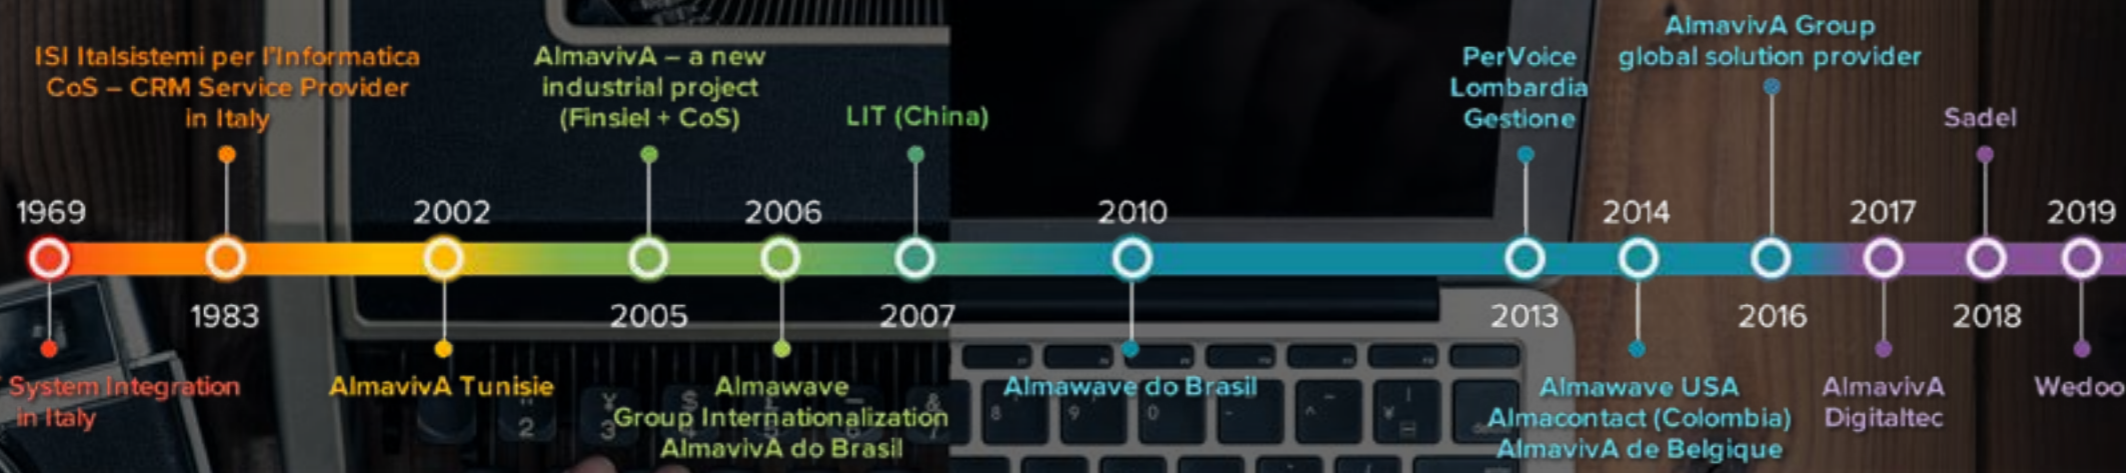 AlmavivA Group
global solution provider
ISI Italsistemi per l'Informatica
CoS – CRM Service Provider
in Italy
AlmavivA – a new
industrial project
(Finsiel + CoS)
LIT (China)
PerVoice
Lombardia
Gestione
Sadel
1969
2002
2006
2010
2014
2017
2019
1983
2005
2007
2013
2016
2018
System Integration
in Italy
AlmavivA Tunisie
Almawave
Group Internationalization
AlmavivA do Brasil
Almawave do Brasil
Almawave USA
Almacontact (Colombia)
AlmavivA de Belgique
AlmavivA
Digitaltec
Wedoo